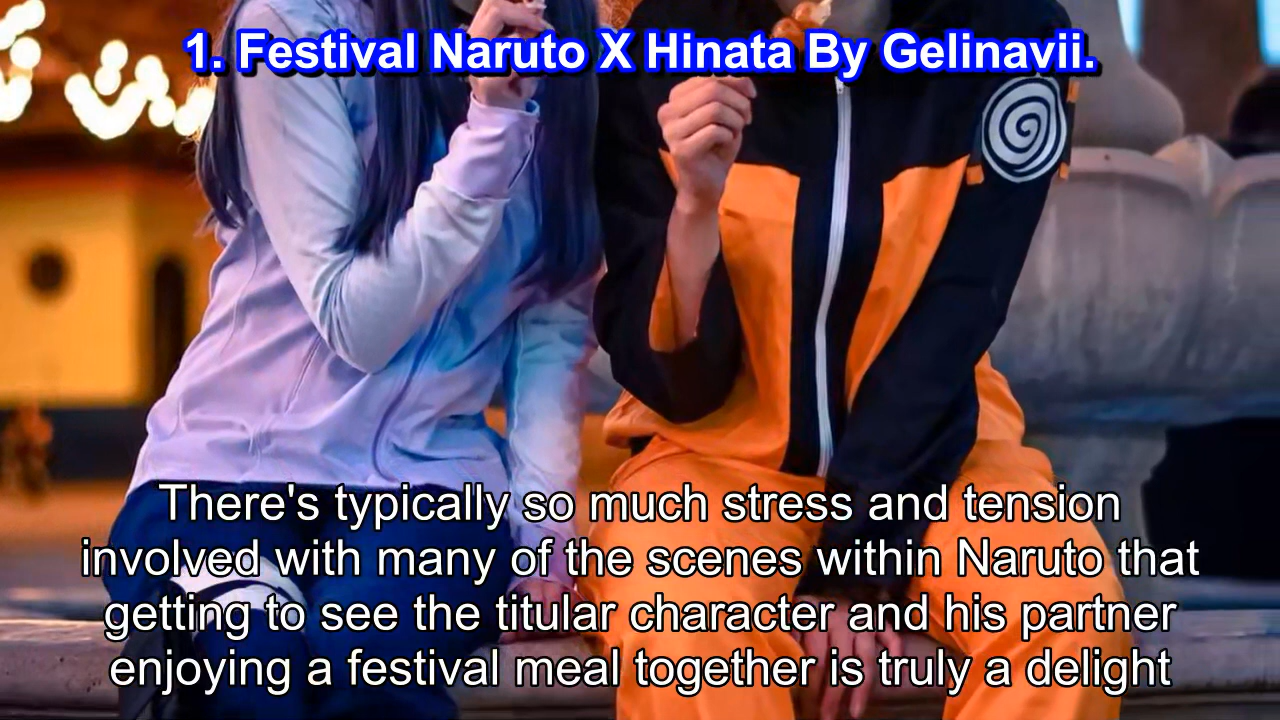 1. Festival Naruto X Hinata By Gelinavii.
There's typically so much stress and tension
involved with many of the scenes within Naruto that
getting to see the titular character and his partner
enjoying a festival meal together is truly a delight